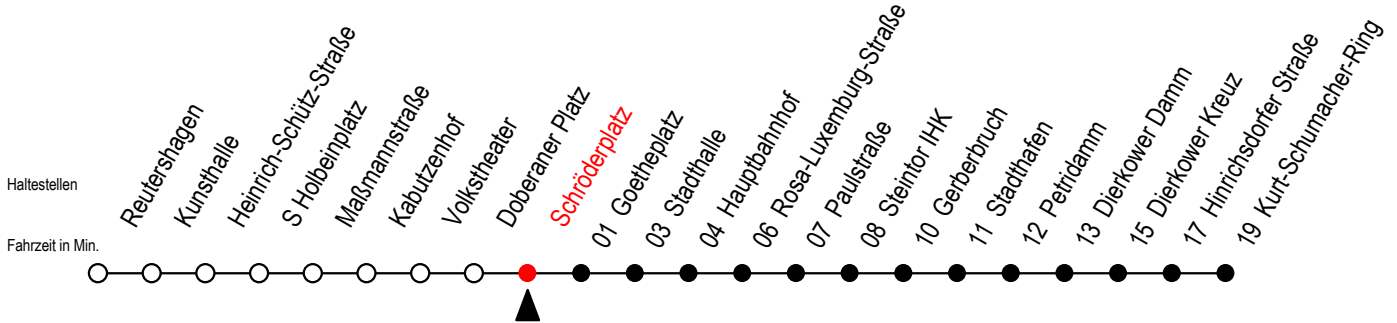 Haltestellen
Fahrzeit in Min.
Reutershagen
Kunsthalle
Heinrich-Schütz-Straße
S Holbeinplatz
Maßmannstraße
Kabutzenhof
Volkstheater
Doberaner Platz
Schröderplatz
01 Goetheplatz
03 Stadthalle
04 Hauptbahnhof
06 Rosa-Luxemburg-Straße
07 Paulstraße
08 Steintor IHK
10 Gerberbruch
11 Stadthafen
12 Petridamm
13 Dierkower Damm
15 Dierkower Kreuz
17 Hinrichsdorfer Straße
19 Kurt-Schumacher-Ring